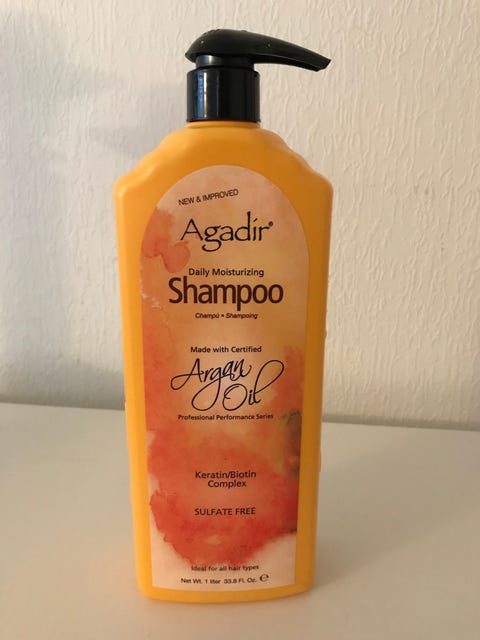 NEW & IMPROVED
Agadir®
Daily Moisturizing
Shampoo
Champú • Shampoing
Made with Certified
Argan
Oil
Professional Performance Series
Keratin/Biotin
Complex
SULFATE FREE
Ideal for all hair types
Net Wt. 1 liter 33.8 Fl. Oz. ℮